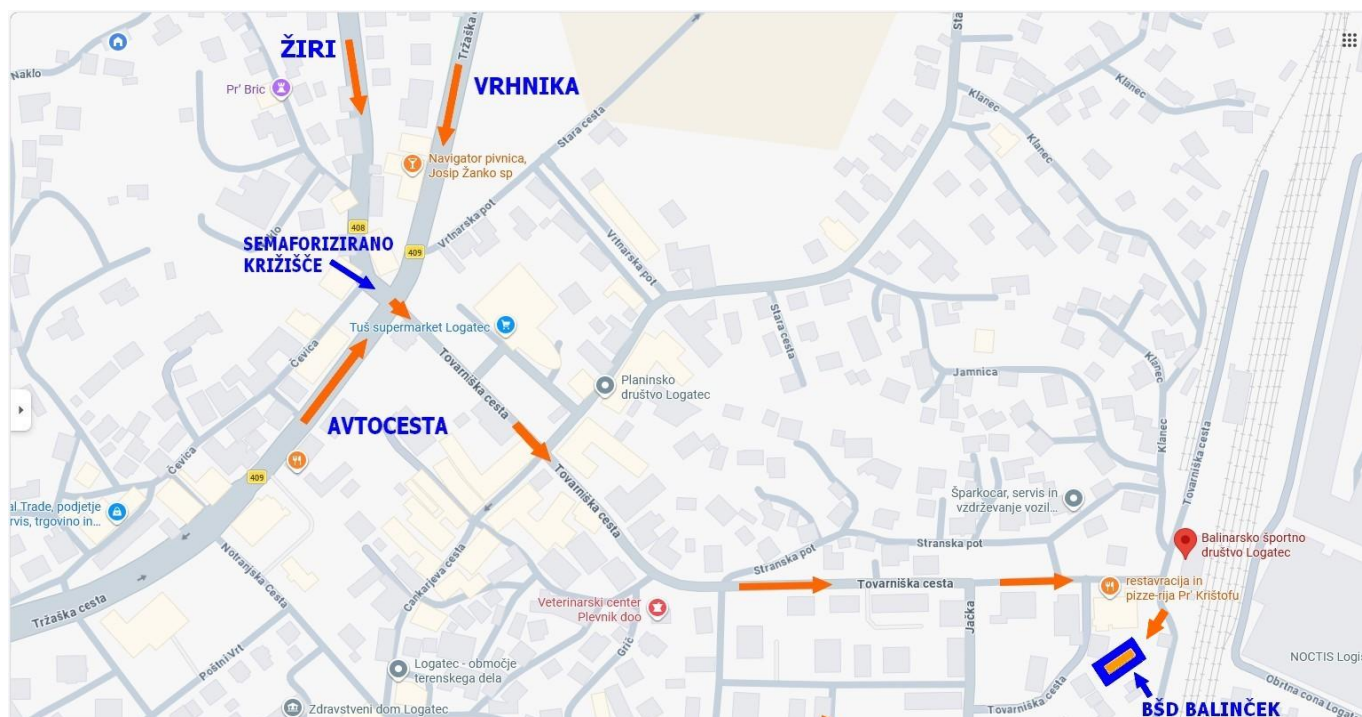 ŽIRI
VRHNIKA
Tržaška cesta
Sta
Naklo
Pr' Bric
Klanec
Klanec
Klanec
Stara cesta
Navigator pivnica,
Josip Žanko sp
Vrtnarska pot
408
409
SEMAFORIZIRANO
KRIŽIŠČE
Vrtnarska pot
Tuš supermarket Logatec
Stara cesta
Čevica
Tovarniška cesta
Planinsko
društvo Logatec
Jamnica
Klanec
AVTOCESTA
Klanec
Tovarniška cesta
Čevica
409
al Trade, podjetje
rvis, trgovino in...
Tovarniška cesta
Šparkocar, servis in
vzdrževanje vozil...
Notranjska Cesta
Stranska pot
Stranska pot
Balinarsko športno
društvo Logatec
Cankarjeva cesta
Tovarniška cesta
restavracija in
pizze-rija Pr' Krištofu
Tržaška cesta
Veterinarski center
Plevnik doo
Jačka
Grič
Poštni Vrt
Logatec - območje
terenskega dela
NOCTIS Logis
Obrtna cona Logate
Zdravstveni dom Logatec
Tovarniška cesta
BŠD BALINČEK